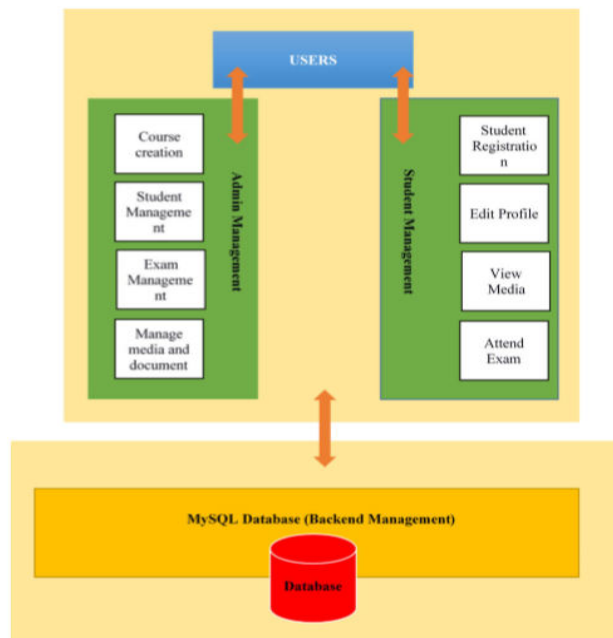 USERS
Course
creation
Student
Manageme
nt
Exam
Manageme
nt
Manage
media and
document
Admin Management
Student Management
Student
Registratio
n
Edit Profile
View
Media
Attend
Exam
MySQL Database (Backend Management)
Database